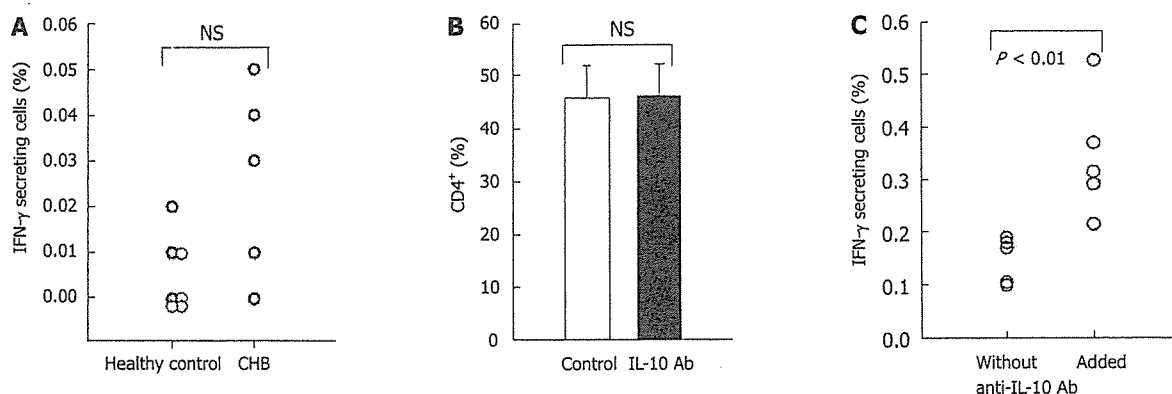 A
NS
IFN-γ secreting cells (%)
0.06
0.05
0.04
0.03
0.02
0.01
0.00
Healthy control CHB
B
NS
CD4⁺ (%)
60
50
40
30
20
10
0
Control IL-10 Ab
C
P < 0.01
IFN-γ secreting cells (%)
0.6
0.5
0.4
0.3
0.2
0.1
0.0
Without Added
anti-IL-10 Ab